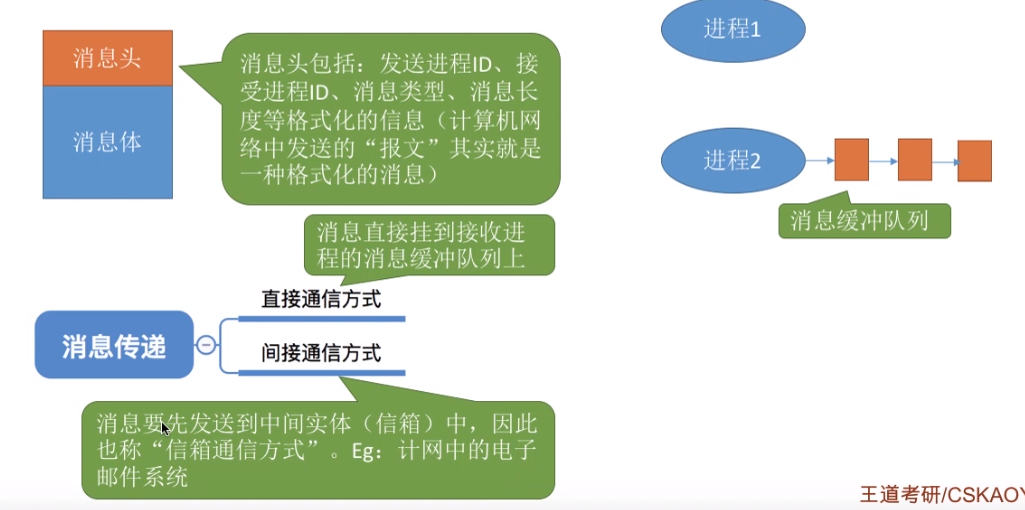 消息头
消息体
消息头包括：发送进程ID、接
受进程ID、消息类型、消息长
度等格式化的信息（计算机网
络中发送的“报文”其实就是
一种格式化的消息）
进程1
进程2
消息缓冲队列
消息直接挂到接收进
程的消息缓冲队列上
直接通信方式
消息传递
间接通信方式
消息要先发送到中间实体（信箱）中，因此
也称“信箱通信方式”。Eg：计网中的电子
邮件系统
王道考研/CSKAOY